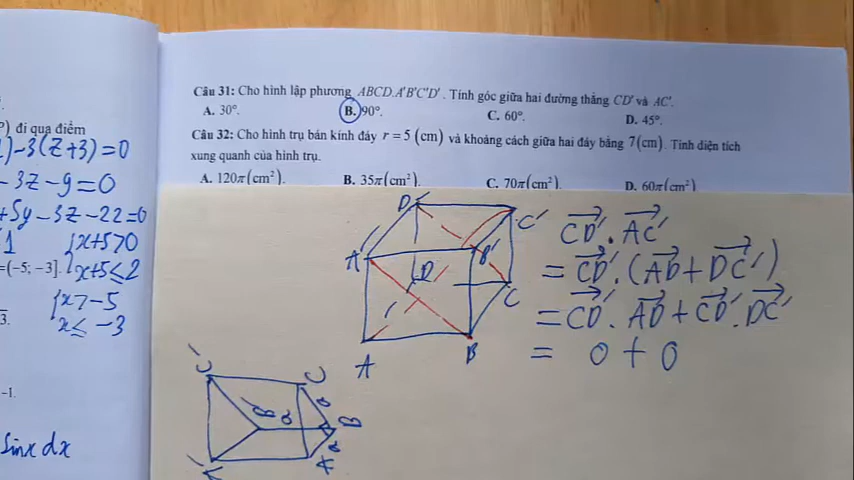 Câu 31: Cho hình lập phương ABCD.A'B'C'D'. Tính góc giữa hai đường thẳng CD' và AC'.
A. 30°. B. 90°. C. 60°. D. 45°.
Câu 32: Cho hình trụ bán kính đáy r = 5 (cm) và khoảng cách giữa hai đáy bằng 7(cm). Tính diện tích
xung quanh của hình trụ.
A. 120π(cm²). B. 35π(cm²). C. 70π(cm²). D. 60π(cm²)
đi qua điểm
-3(z+3)=0
-3z-9=0
+5y-3z-22=0
x+5>0
=(-5; -3]. x+5≤2
x>-5
x≤-3
-1.
sinx dx
D' C'
A' B'
D C
A B
CD'.AC'
=CD'.(AD+DC')
=CD'.AD+CD'.DC'
= 0+0
C' C
B' a a B
A' a A